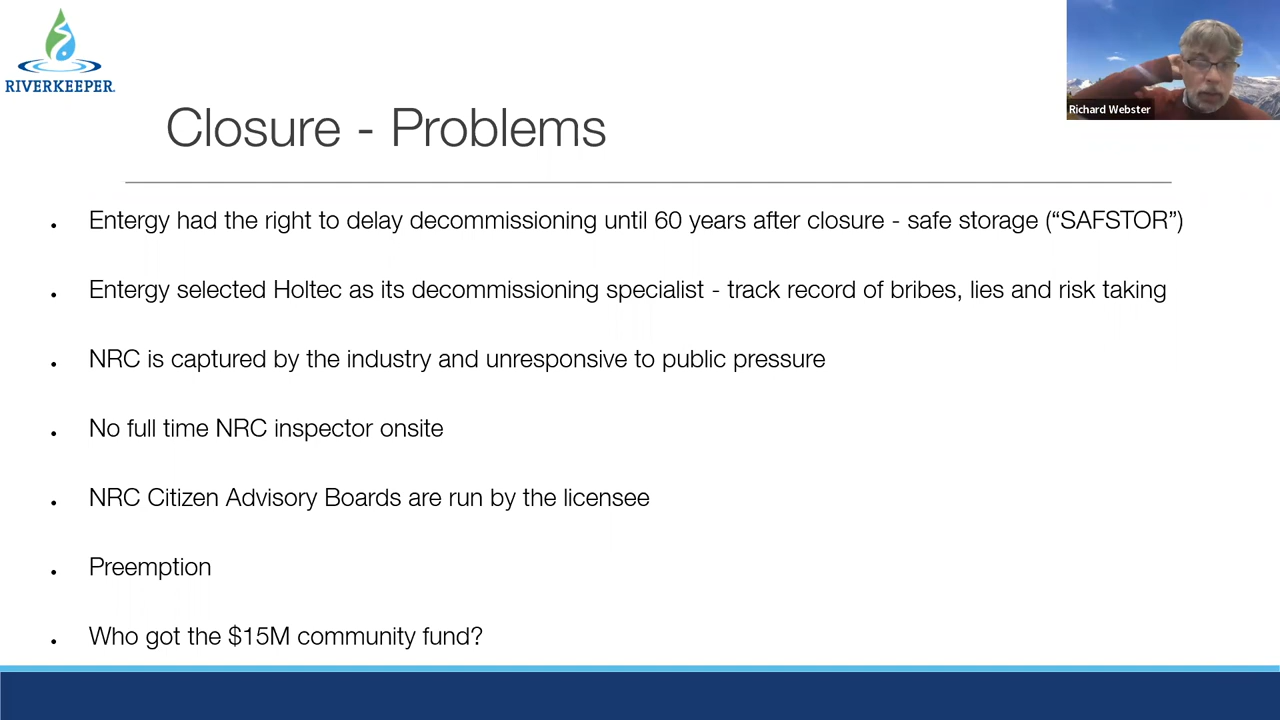 RIVERKEEPER.
Richard Webster
Closure - Problems
• Entergy had the right to delay decommissioning until 60 years after closure - safe storage (“SAFSTOR”)
• Entergy selected Holtec as its decommissioning specialist - track record of bribes, lies and risk taking
• NRC is captured by the industry and unresponsive to public pressure
• No full time NRC inspector onsite
• NRC Citizen Advisory Boards are run by the licensee
• Preemption
• Who got the $15M community fund?